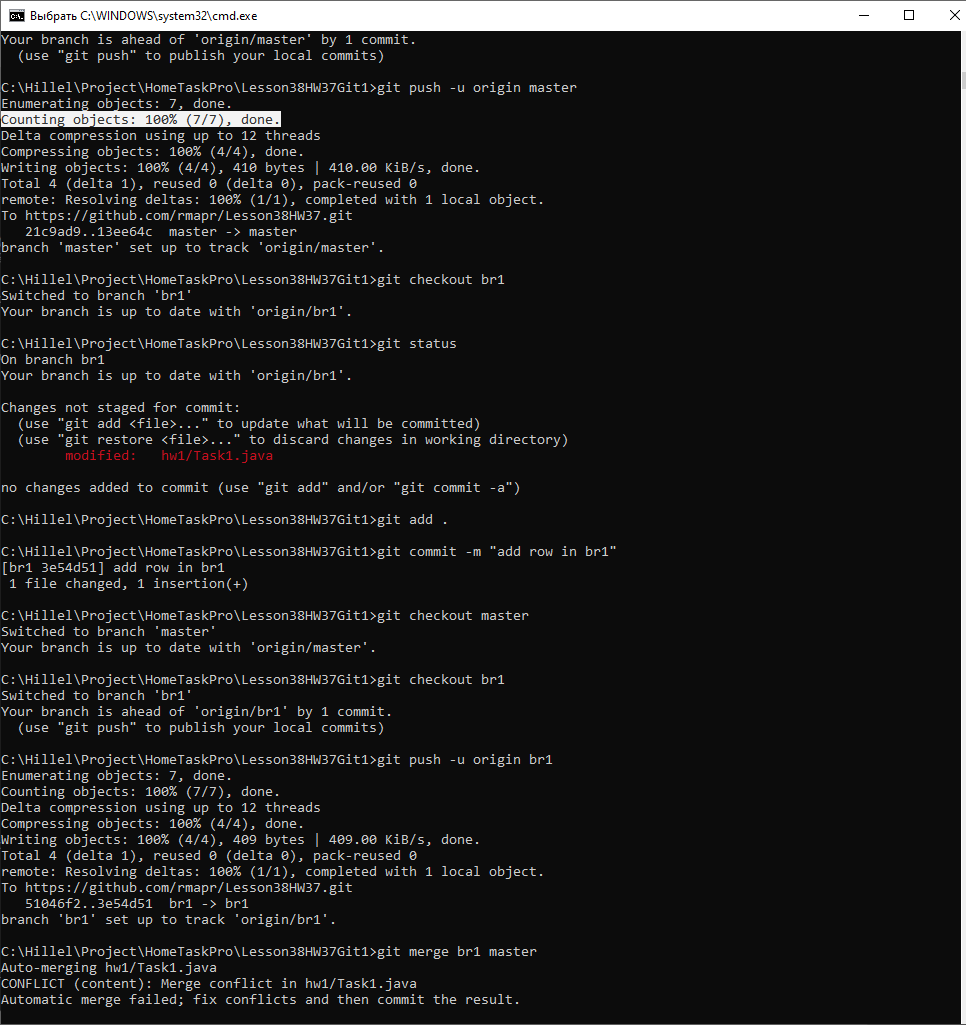 Выбрать C:\WINDOWS\system32\cmd.exe
Your branch is ahead of 'origin/master' by 1 commit.
  (use "git push" to publish your local commits)

C:\Hillel\Project\HomeTaskPro\Lesson38HW37Git1>git push -u origin master
Enumerating objects: 7, done.
Counting objects: 100% (7/7), done.
Delta compression using up to 12 threads
Compressing objects: 100% (4/4), done.
Writing objects: 100% (4/4), 410 bytes | 410.00 KiB/s, done.
Total 4 (delta 1), reused 0 (delta 0), pack-reused 0
remote: Resolving deltas: 100% (1/1), completed with 1 local object.
To https://github.com/rmapr/Lesson38HW37.git
   21c9ad9..13ee64c  master -> master
branch 'master' set up to track 'origin/master'.

C:\Hillel\Project\HomeTaskPro\Lesson38HW37Git1>git checkout br1
Switched to branch 'br1'
Your branch is up to date with 'origin/br1'.

C:\Hillel\Project\HomeTaskPro\Lesson38HW37Git1>git status
On branch br1
Your branch is up to date with 'origin/br1'.

Changes not staged for commit:
  (use "git add <file>..." to update what will be committed)
  (use "git restore <file>..." to discard changes in working directory)
        modified:   hw1/Task1.java

no changes added to commit (use "git add" and/or "git commit -a")

C:\Hillel\Project\HomeTaskPro\Lesson38HW37Git1>git add .

C:\Hillel\Project\HomeTaskPro\Lesson38HW37Git1>git commit -m "add row in br1"
[br1 3e54d51] add row in br1
 1 file changed, 1 insertion(+)

C:\Hillel\Project\HomeTaskPro\Lesson38HW37Git1>git checkout master
Switched to branch 'master'
Your branch is up to date with 'origin/master'.

C:\Hillel\Project\HomeTaskPro\Lesson38HW37Git1>git checkout br1
Switched to branch 'br1'
Your branch is ahead of 'origin/br1' by 1 commit.
  (use "git push" to publish your local commits)

C:\Hillel\Project\HomeTaskPro\Lesson38HW37Git1>git push -u origin br1
Enumerating objects: 7, done.
Counting objects: 100% (7/7), done.
Delta compression using up to 12 threads
Compressing objects: 100% (4/4), done.
Writing objects: 100% (4/4), 409 bytes | 409.00 KiB/s, done.
Total 4 (delta 1), reused 0 (delta 0), pack-reused 0
remote: Resolving deltas: 100% (1/1), completed with 1 local object.
To https://github.com/rmapr/Lesson38HW37.git
   51046f2..3e54d51  br1 -> br1
branch 'br1' set up to track 'origin/br1'.

C:\Hillel\Project\HomeTaskPro\Lesson38HW37Git1>git merge br1 master
Auto-merging hw1/Task1.java
CONFLICT (content): Merge conflict in hw1/Task1.java
Automatic merge failed; fix conflicts and then commit the result.